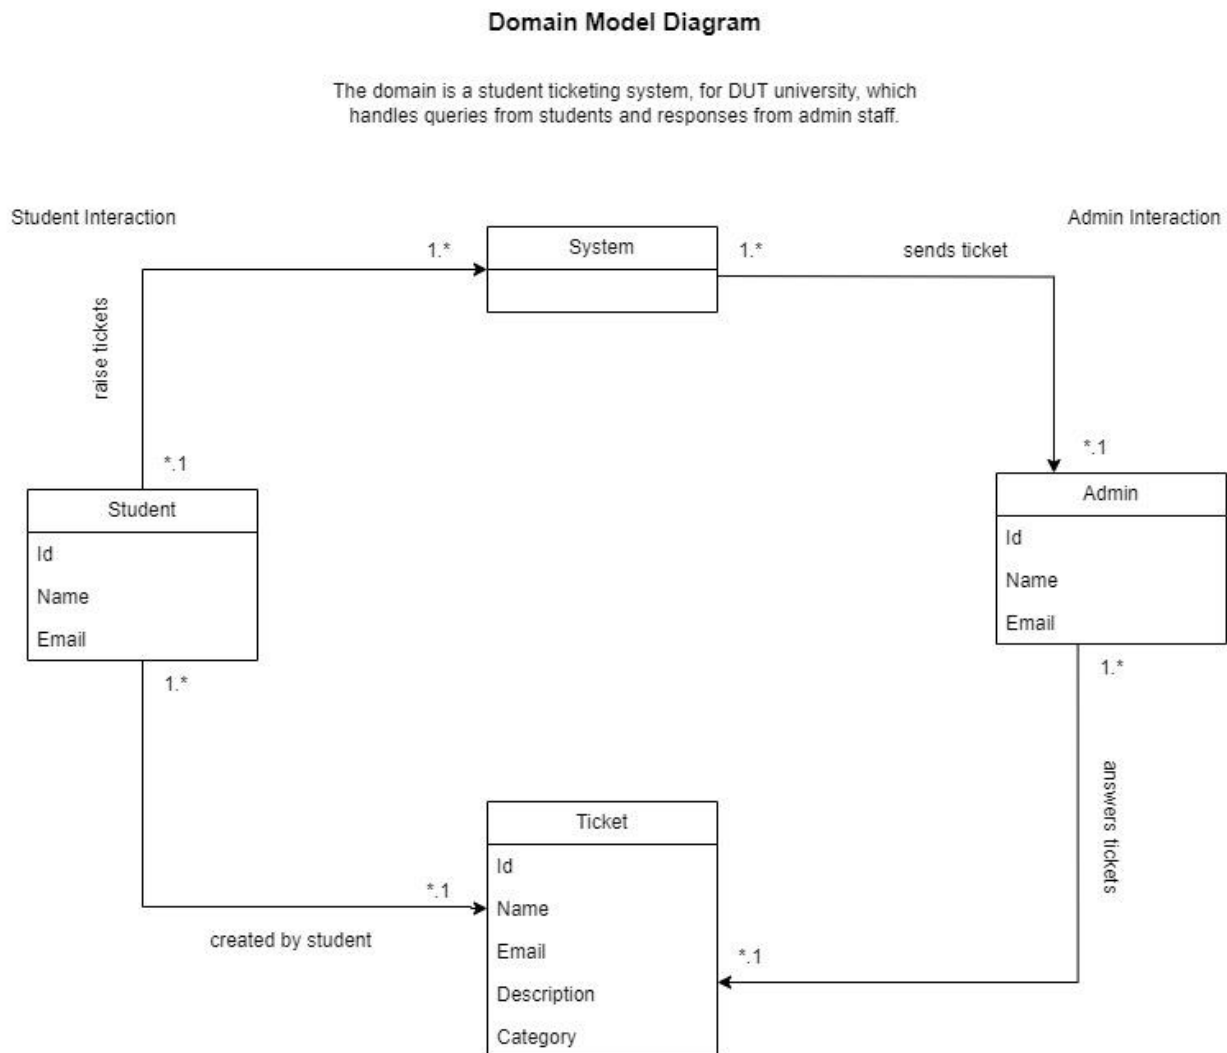 Domain Model Diagram
The domain is a student ticketing system, for DUT university, which
handles queries from students and responses from admin staff.
Student Interaction
Admin Interaction
1.*
System
1.*
sends ticket
raise tickets
*.1
*.1
Student
Id
Name
Email
Admin
Id
Name
Email
1.*
1.*
answers tickets
Ticket
Id
Name
Email
Description
Category
*.1
created by student
*.1